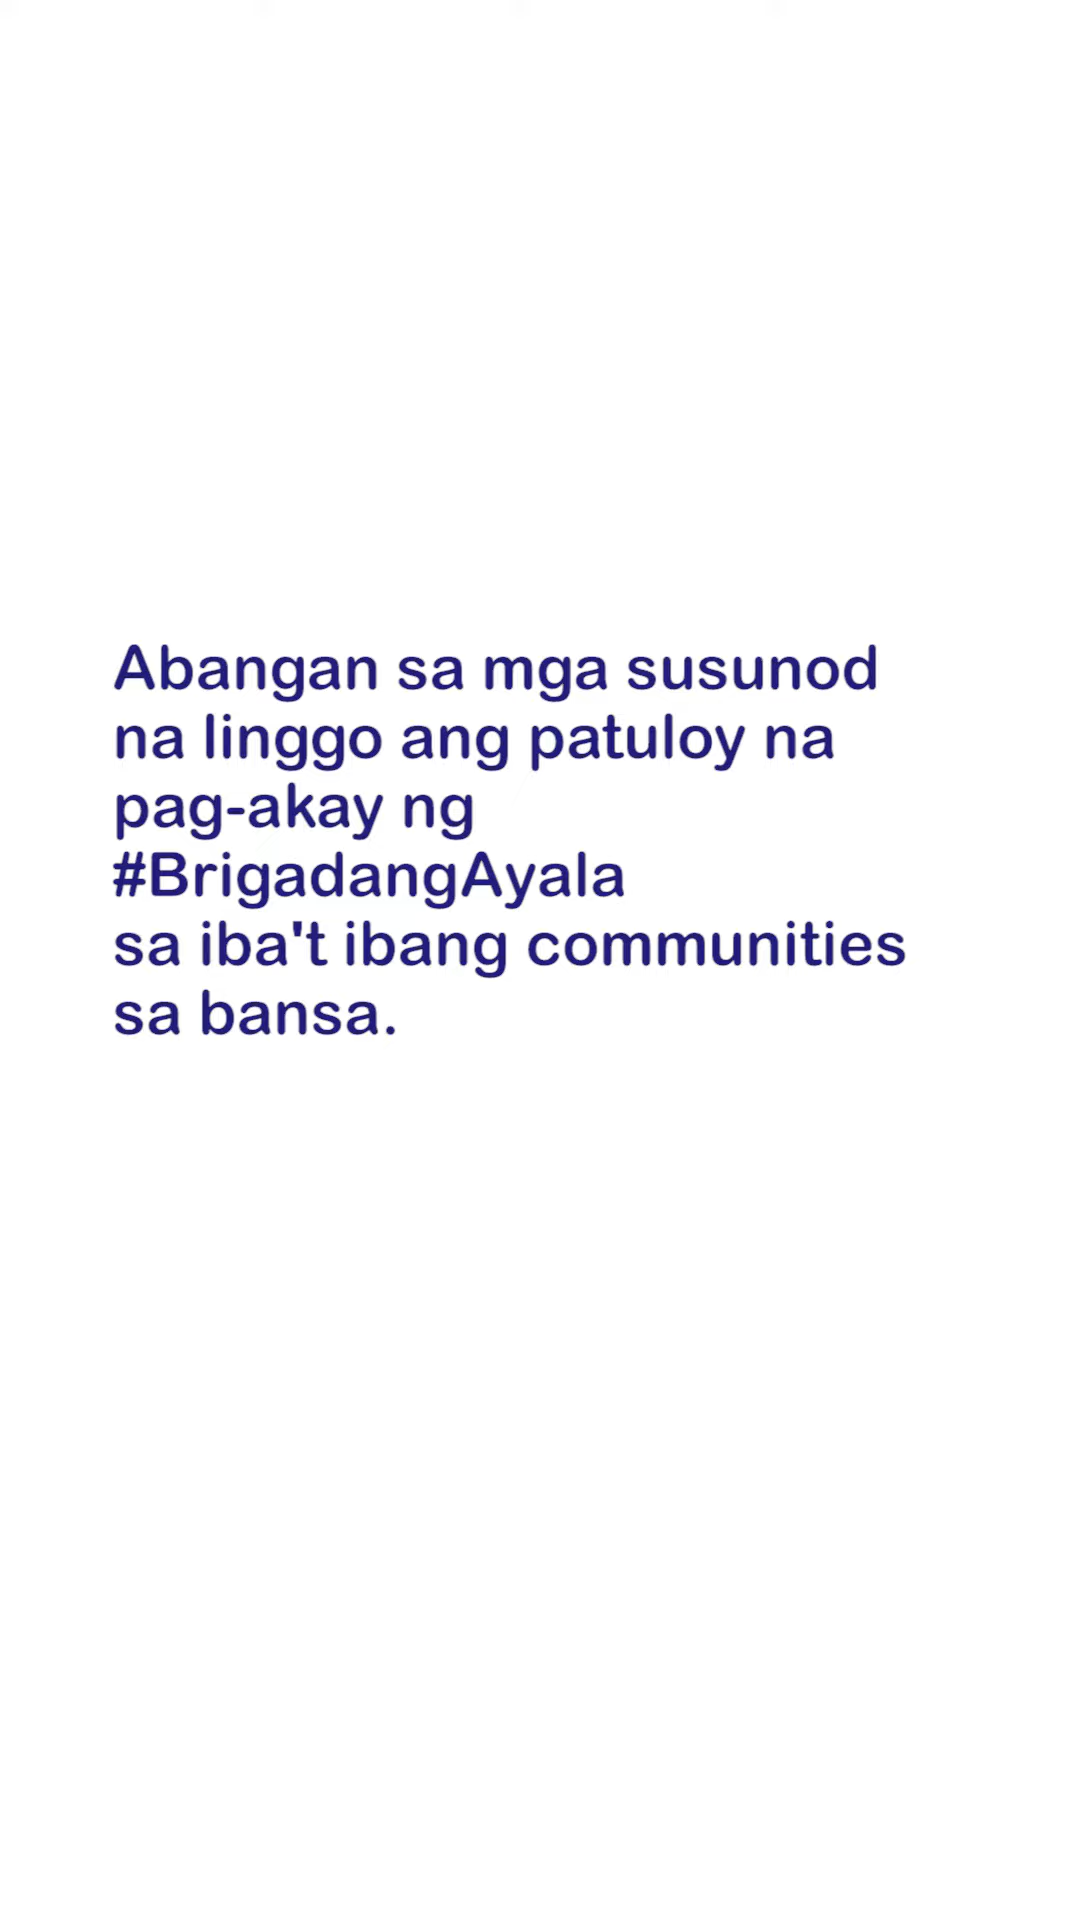 Abangan sa mga susunod
na linggo ang patuloy na
pag-akay ng
#BrigadangAyala
sa iba't ibang communities
sa bansa.